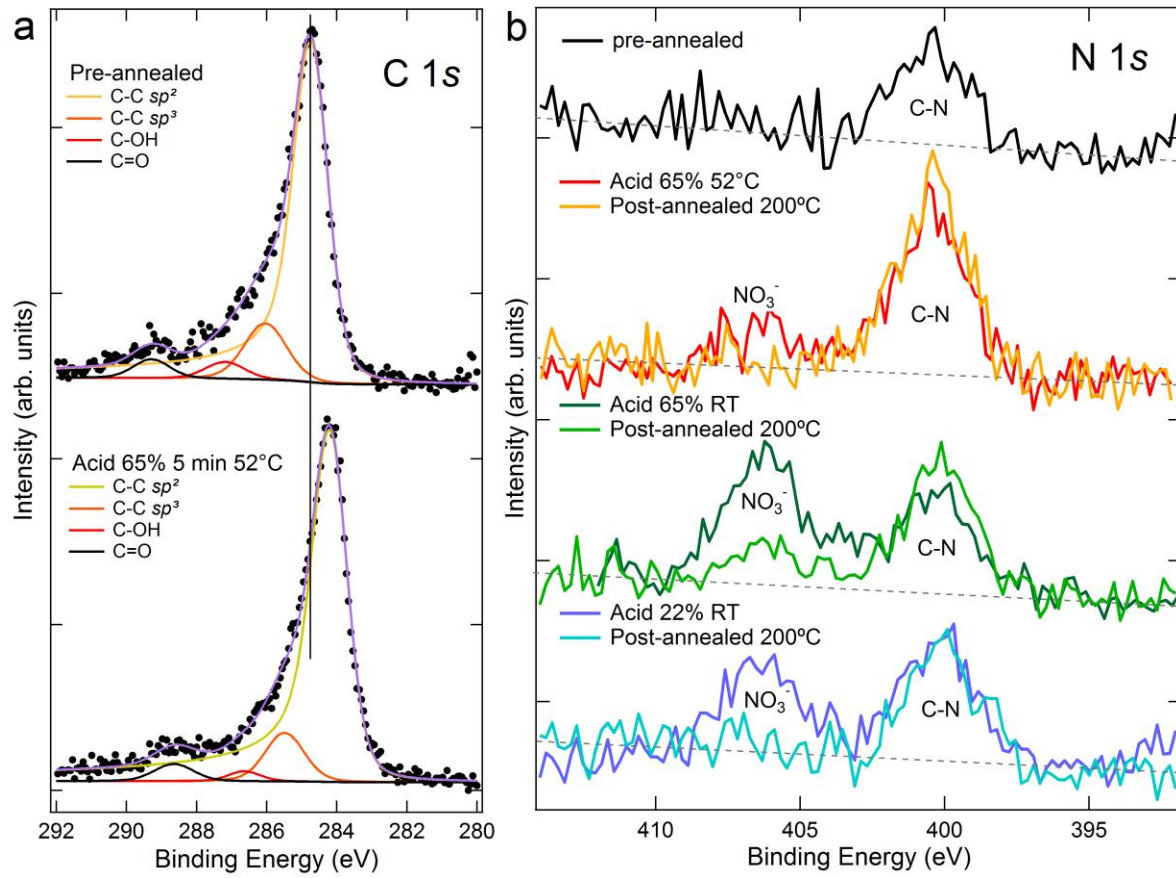 a
C 1s
Pre-annealed
C-C sp²
C-C sp³
C-OH
C=O
Acid 65% 5 min 52°C
C-C sp²
C-C sp³
C-OH
C=O
Intensity (arb. units)
292 290 288 286 284 282 280
Binding Energy (eV)
b
N 1s
pre-annealed
C-N
Acid 65% 52°C
Post-annealed 200ºC
NO₃⁻
C-N
Acid 65% RT
Post-annealed 200ºC
NO₃⁻
C-N
Acid 22% RT
Post-annealed 200ºC
NO₃⁻
C-N
Intensity (arb. units)
410 405 400 395
Binding Energy (eV)